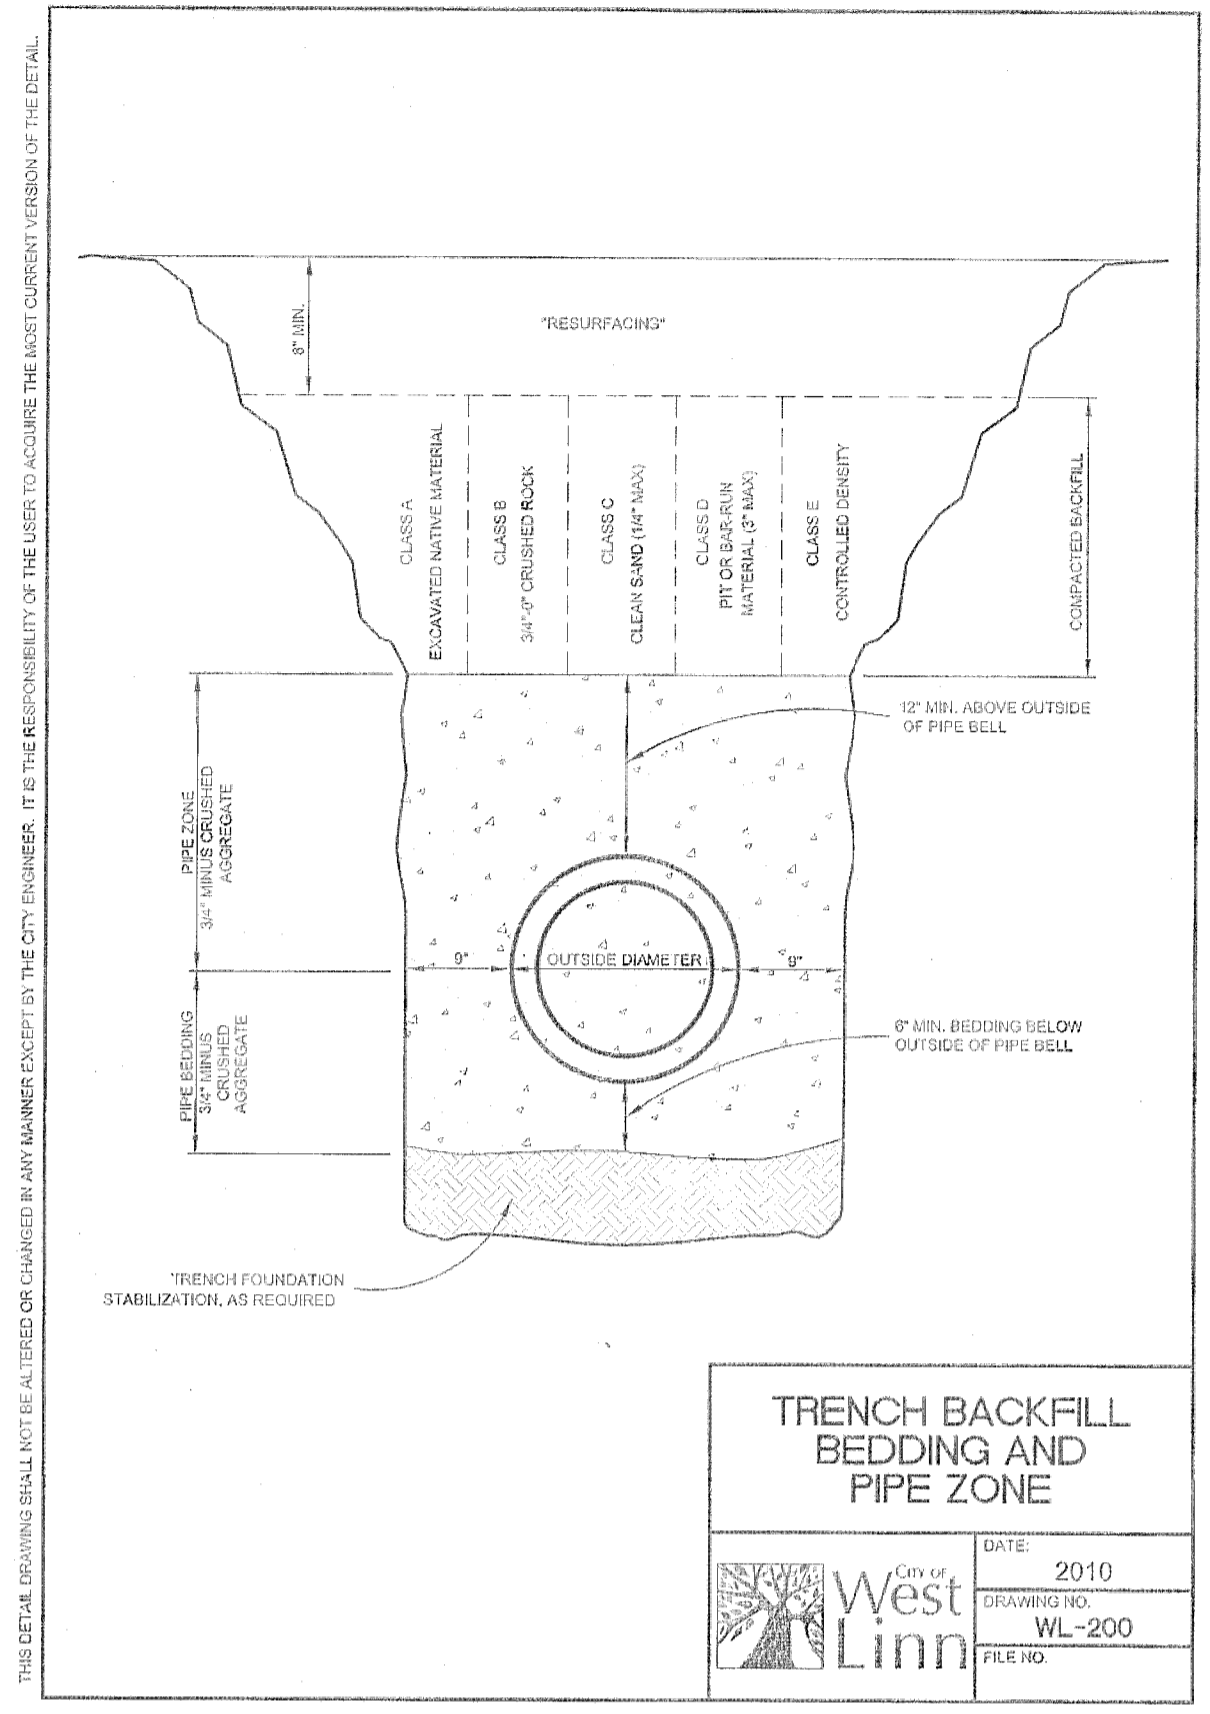 THIS DETAIL DRAWING SHALL NOT BE ALTERED OR CHANGED IN ANY MANNER EXCEPT BY THE CITY ENGINEER. IT IS THE RESPONSIBILITY OF THE USER TO ACQUIRE THE MOST CURRENT VERSION OF THE DETAIL.
8" MIN.
"RESURFACING"
CLASS A
EXCAVATED NATIVE MATERIAL
CLASS B
3/4"-0" CRUSHED ROCK
CLASS C
CLEAN SAND (1/4" MAX)
CLASS D
PIT OR BAR-RUN
MATERIAL (3" MAX)
CLASS E
CONTROLLED DENSITY
COMPACTED BACKFILL
12" MIN. ABOVE OUTSIDE
OF PIPE BELL
PIPE ZONE
3/4" MINUS CRUSHED
AGGREGATE
9"
OUTSIDE DIAMETER
9"
PIPE BEDDING
3/4" MINUS
CRUSHED
AGGREGATE
6" MIN. BEDDING BELOW
OUTSIDE OF PIPE BELL
TRENCH FOUNDATION
STABILIZATION, AS REQUIRED
TRENCH BACKFILL
BEDDING AND
PIPE ZONE
CITY OF
West
Linn
DATE:
2010
DRAWING NO.
WL-200
FILE NO.